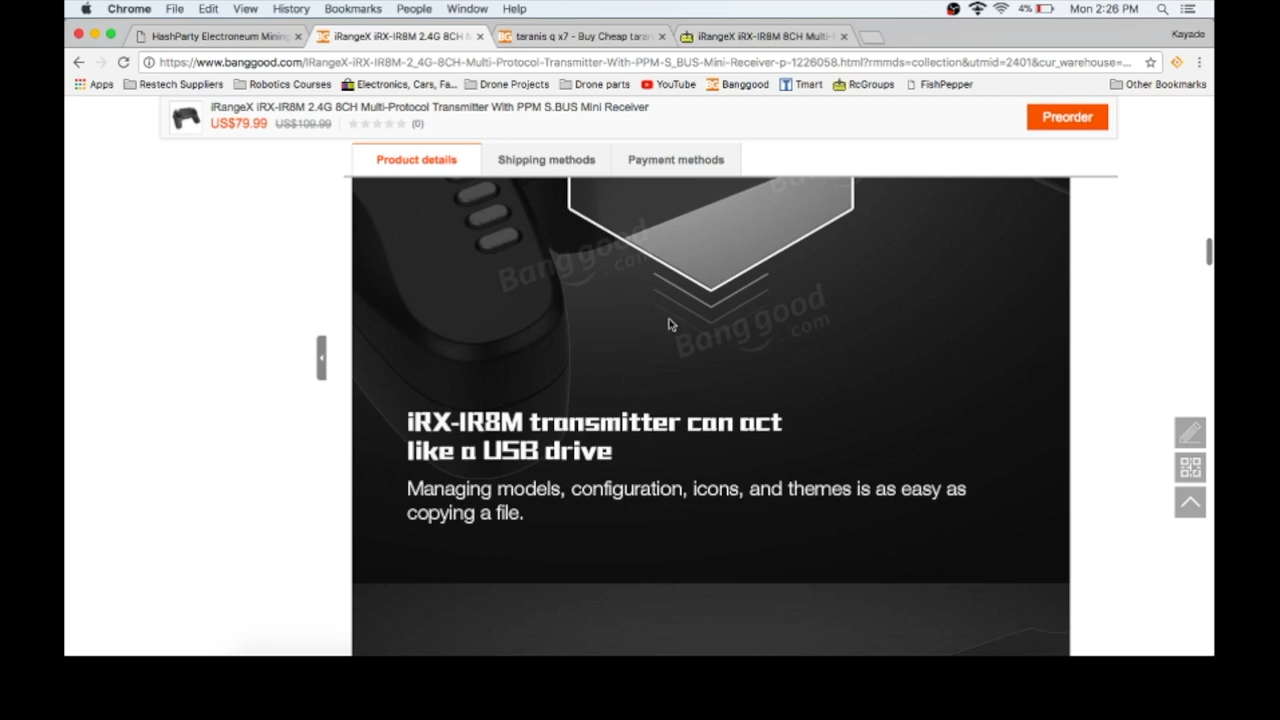 Chrome File Edit View History Bookmarks People Window Help 4% Mon 2:26 PM
HashParty Electroneum Mining iRangeX iRX-IR8M 2.4G 8CH taranis q x7 - Buy Cheap taran iRangeX iRX-IR8M 8CH Multi- Kayade
https://www.banggood.com/IRangeX-iRX-IR8M-2_4G-8CH-Multi-Protocol-Transmitter-With-PPM-S_BUS-Mini-Receiver-p-1226058.html?rmmds=collection&utmid=2401&cur_warehouse=...
Apps Restech Suppliers Robotics Courses Electronics, Cars, Fa... Drone Projects Drone parts YouTube Banggood Tmart RcGroups FishPepper Other Bookmarks
iRangeX iRX-IR8M 2.4G 8CH Multi-Protocol Transmitter With PPM S.BUS Mini Receiver
US$79.99 US$109.99 (0)
Preorder
Product details Shipping methods Payment methods
Banggood
.com
Banggood
.com
iRX-IR8M transmitter can act
like a USB drive
Managing models, configuration, icons, and themes is as easy as
copying a file.